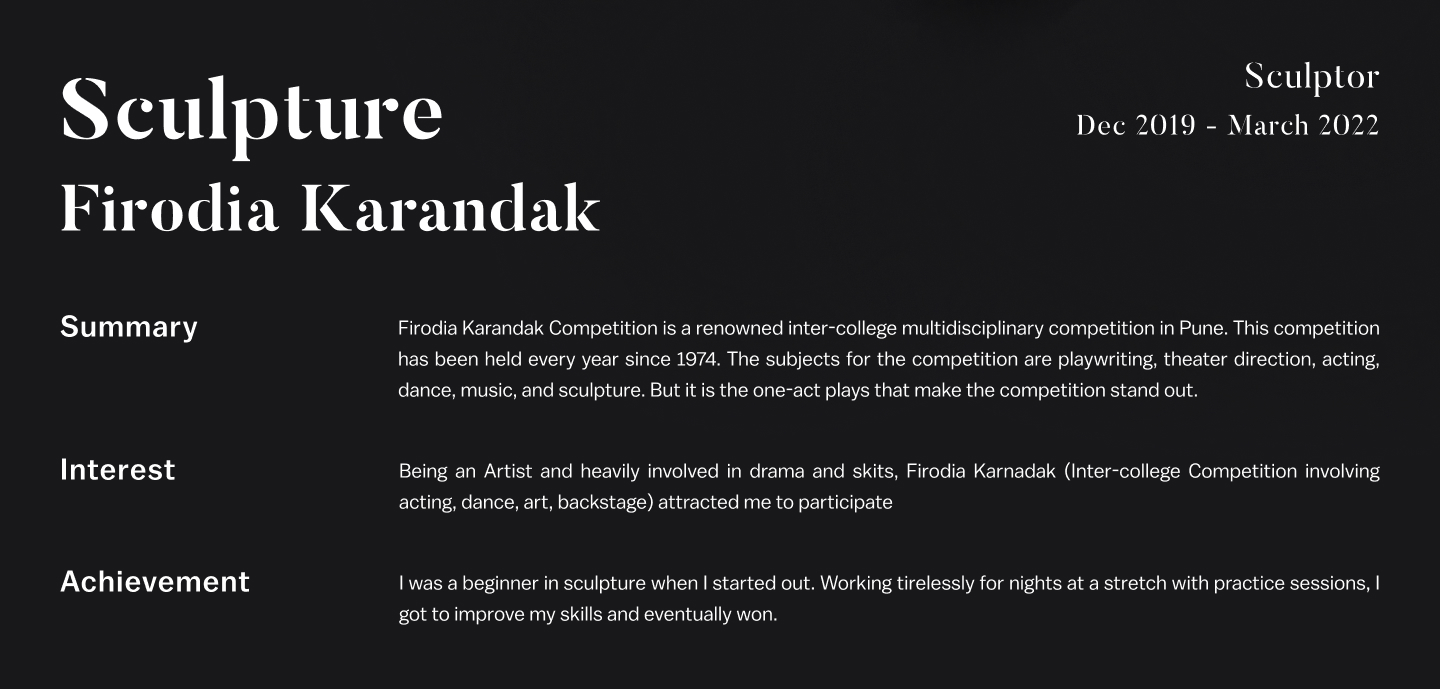 Sculpture
Firodia Karandak
Sculptor
Dec 2019 - March 2022
Summary
Firodia Karandak Competition is a renowned inter-college multidisciplinary competition in Pune. This competition
has been held every year since 1974. The subjects for the competition are playwriting, theater direction, acting,
dance, music, and sculpture. But it is the one-act plays that make the competition stand out.
Interest
Being an Artist and heavily involved in drama and skits, Firodia Karnadak (Inter-college Competition involving
acting, dance, art, backstage) attracted me to participate
Achievement
I was a beginner in sculpture when I started out. Working tirelessly for nights at a stretch with practice sessions, I
got to improve my skills and eventually won.